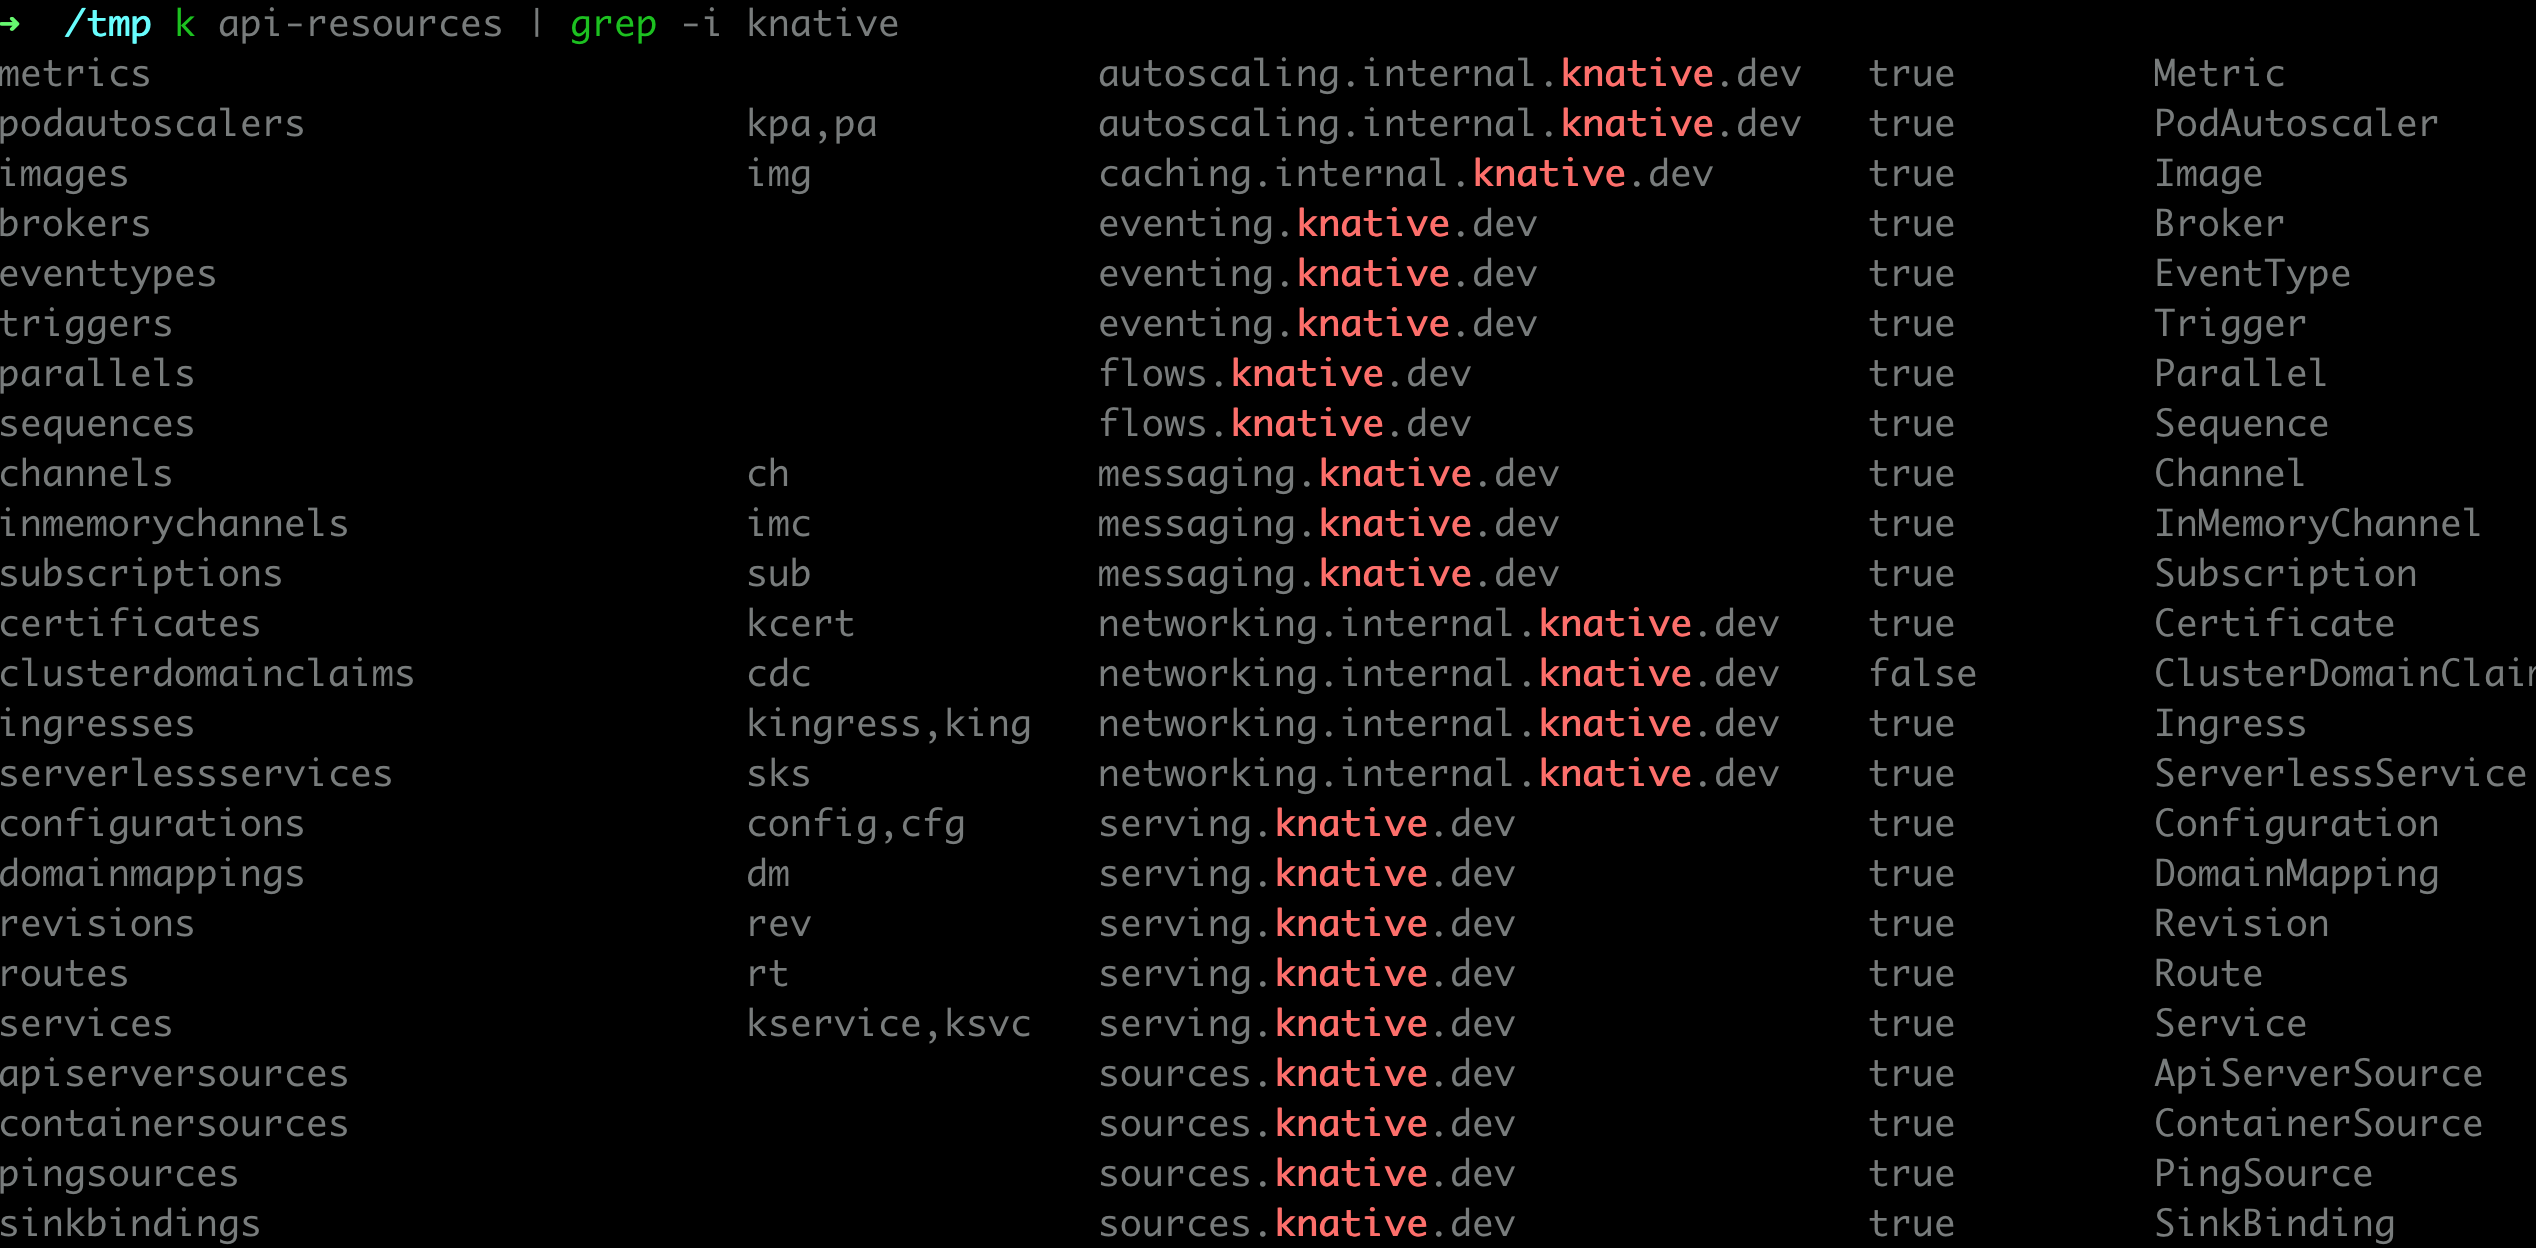 ➜ /tmp k api-resources | grep -i knative
metrics autoscaling.internal.knative.dev true Metric
podautoscalers kpa,pa autoscaling.internal.knative.dev true PodAutoscaler
images img caching.internal.knative.dev true Image
brokers eventing.knative.dev true Broker
eventtypes eventing.knative.dev true EventType
triggers eventing.knative.dev true Trigger
parallels flows.knative.dev true Parallel
sequences flows.knative.dev true Sequence
channels ch messaging.knative.dev true Channel
inmemorychannels imc messaging.knative.dev true InMemoryChannel
subscriptions sub messaging.knative.dev true Subscription
certificates kcert networking.internal.knative.dev true Certificate
clusterdomainclaims cdc networking.internal.knative.dev false ClusterDomainClai
ingresses kingress,king networking.internal.knative.dev true Ingress
serverlessservices sks networking.internal.knative.dev true ServerlessService
configurations config,cfg serving.knative.dev true Configuration
domainmappings dm serving.knative.dev true DomainMapping
revisions rev serving.knative.dev true Revision
routes rt serving.knative.dev true Route
services kservice,ksvc serving.knative.dev true Service
apiserversources sources.knative.dev true ApiServerSource
containersources sources.knative.dev true ContainerSource
pingsources sources.knative.dev true PingSource
sinkbindings sources.knative.dev true SinkBinding